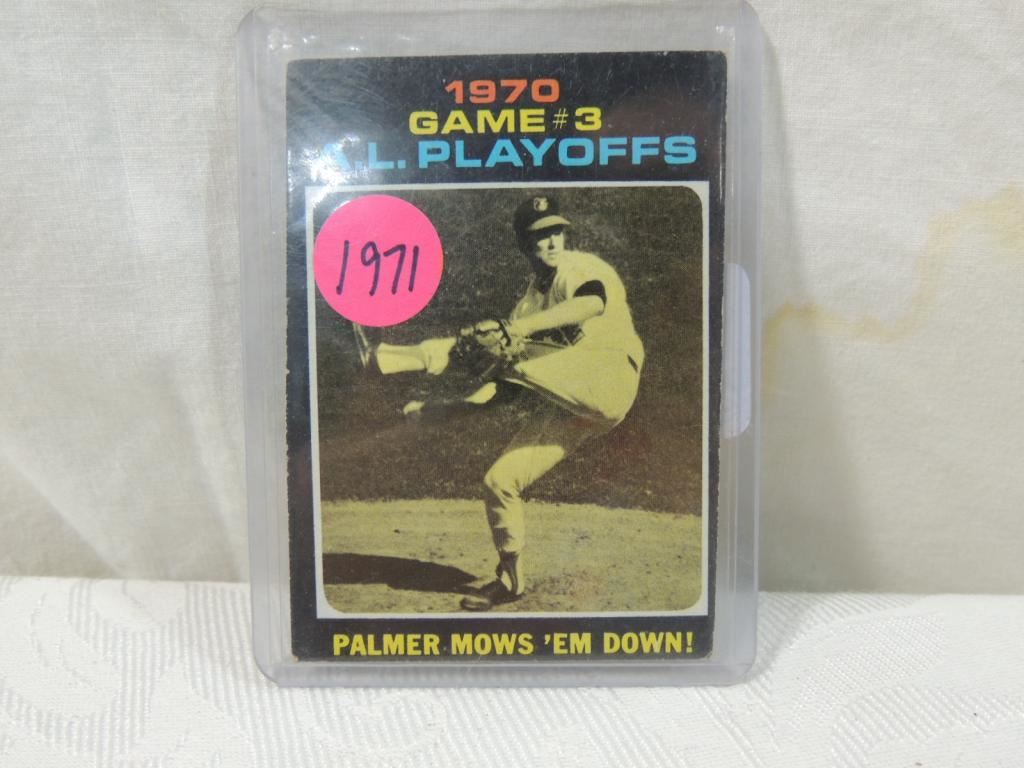 1970
GAME #3
A.L. PLAYOFFS
1971
PALMER MOWS 'EM DOWN!